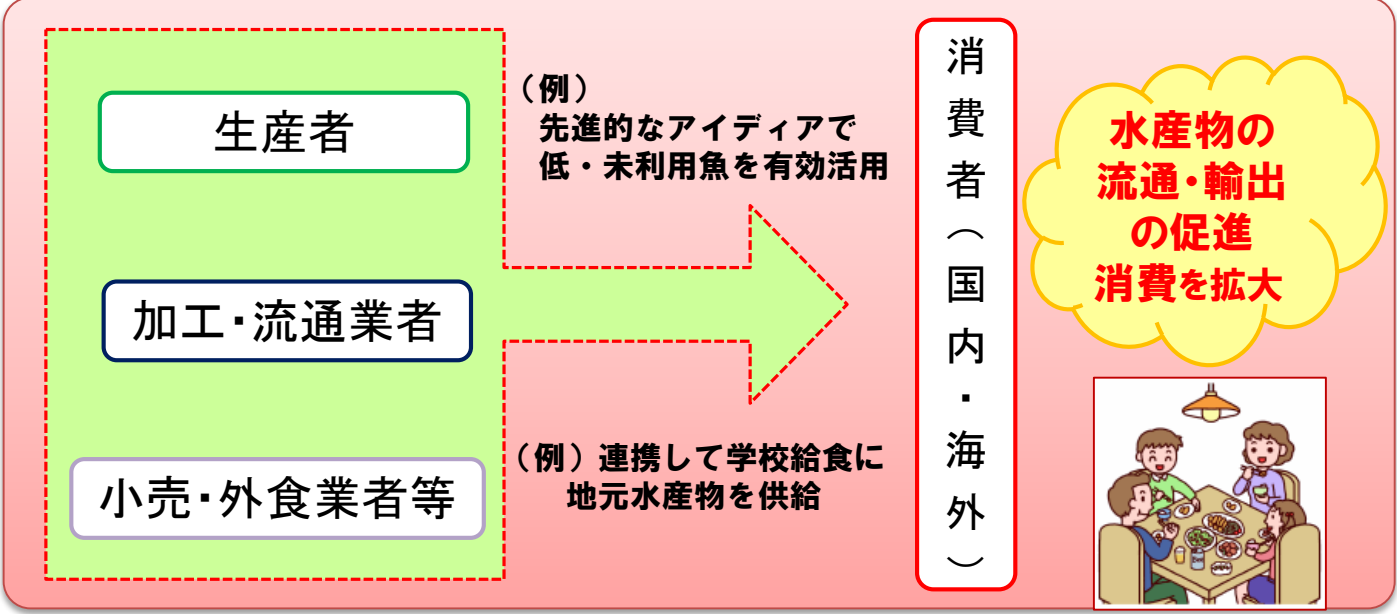 生産者
加工・流通業者
小売・外食業者等
（例）
先進的なアイディアで
低・未利用魚を有効活用
（例）連携して学校給食に
地元水産物を供給
消費者（国内・海外）
水産物の
流通・輸出
の促進
消費を拡大